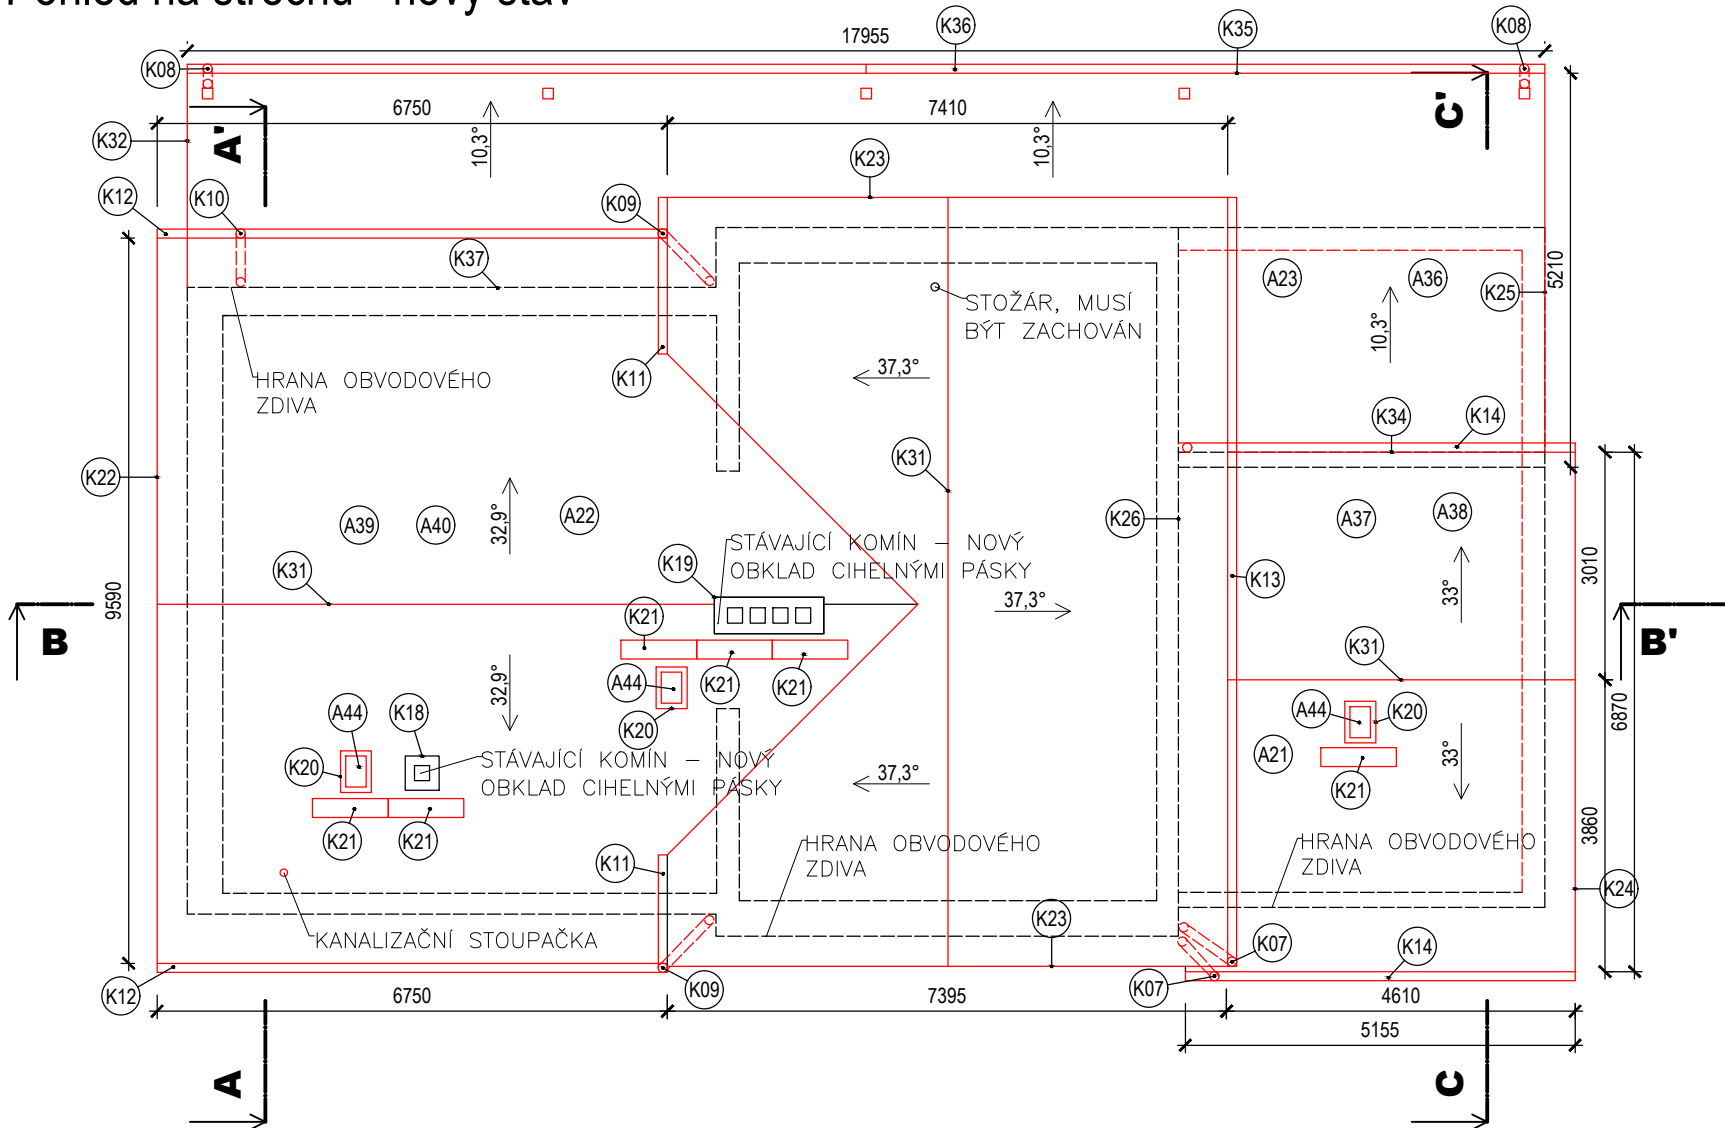 Pohled na střechu - nový stav
17955
K36
K35
K08
K08
6750
7410
A'
C'
10,3°
10,3°
K32
K23
K12
K10
K09
K37
5210
A23
A36
K25
STOŽÁR, MUSÍ
BÝT ZACHOVÁN
10,3°
37,3°
K11
HRANA OBVODOVÉHO
ZDIVA
K34
K14
K22
K31
A39
A40
A22
32,9°
K26
A37
A38
STÁVAJÍCÍ KOMÍN – NOVÝ
OBKLAD CIHELNÝMI PÁSKY
K19
K31
K13
3010
33°
9590
37,3°
B
B'
K21
K31
K21
K21
A44
K20
32,9°
6870
A44
K18
A44
K20
STÁVAJÍCÍ KOMÍN – NOVÝ
OBKLAD CIHELNÝMI PÁSKY
K20
37,3°
A21
33°
K21
K21
K21
3860
HRANA OBVODOVÉHO
ZDIVA
HRANA OBVODOVÉHO
ZDIVA
K11
K24
KANALIZAČNÍ STOUPAČKA
K23
K07
K14
K12
K09
K07
6750
7395
4610
5155
A
C